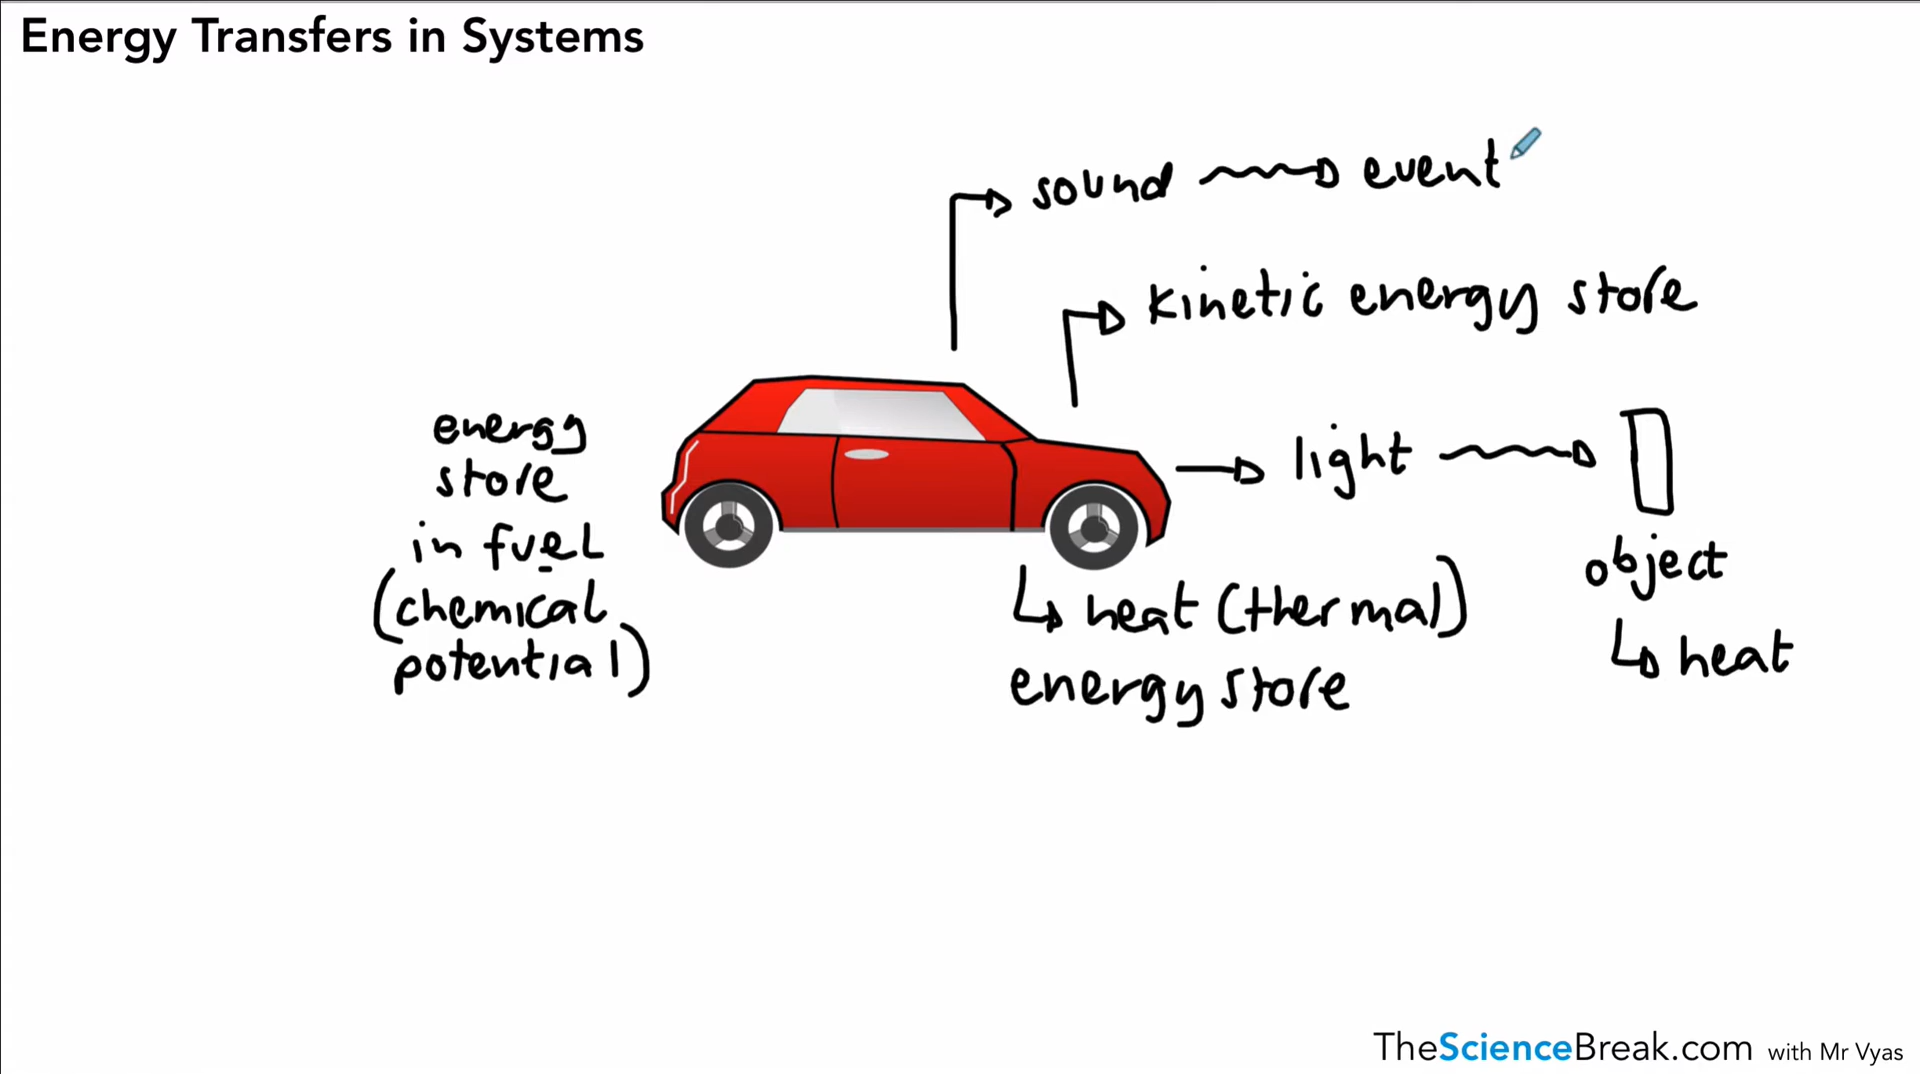 Energy Transfers in Systems
sound event
kinetic energy store
energy
store
in fuel
(chemical
potential)
light
object
heat
heat (thermal)
energy store
TheScienceBreak.com with Mr Vyas